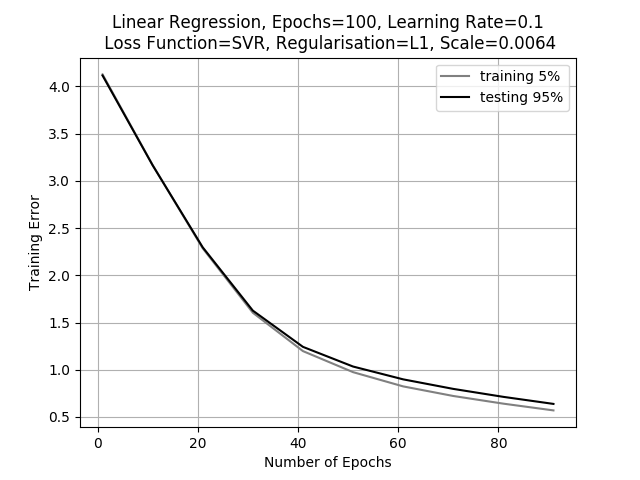 Linear Regression, Epochs=100, Learning Rate=0.1
Loss Function=SVR, Regularisation=L1, Scale=0.0064
training 5%
testing 95%
Training Error
4.0
3.5
3.0
2.5
2.0
1.5
1.0
0.5
0 20 40 60 80
Number of Epochs